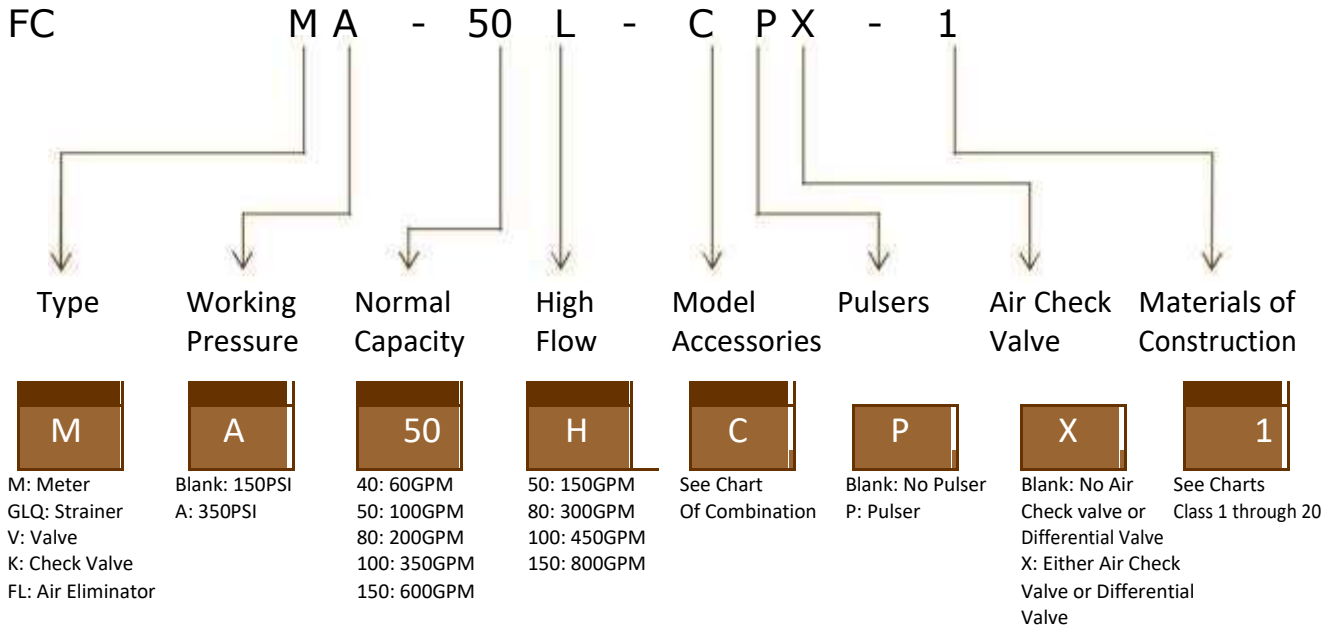 FC M A - 50 L - C P X - 1
Type
Working
Pressure
Normal
Capacity
High
Flow
Model
Accessories
Pulsers
Air Check
Valve
Materials of
Construction
M
A
50
H
C
P
X
1
M: Meter
GLQ: Strainer
V: Valve
K: Check Valve
FL: Air Eliminator
Blank: 150PSI
A: 350PSI
40: 60GPM
50: 100GPM
80: 200GPM
100: 350GPM
150: 600GPM
50: 150GPM
80: 300GPM
100: 450GPM
150: 800GPM
See Chart
Of Combination
Blank: No Pulser
P: Pulser
Blank: No Air
Check valve or
Differential Valve
X: Either Air Check
Valve or Differential
Valve
See Charts
Class 1 through 20